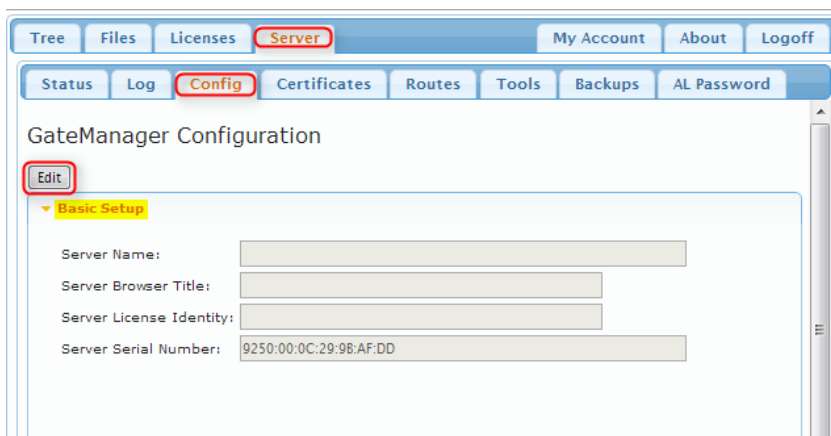 Tree Files Licenses Server My Account About Logoff
Status Log Config Certificates Routes Tools Backups AL Password
GateManager Configuration
Edit
Basic Setup
Server Name:
Server Browser Title:
Server License Identity:
Server Serial Number: 9250:00:0C:29:9B:AF:DD